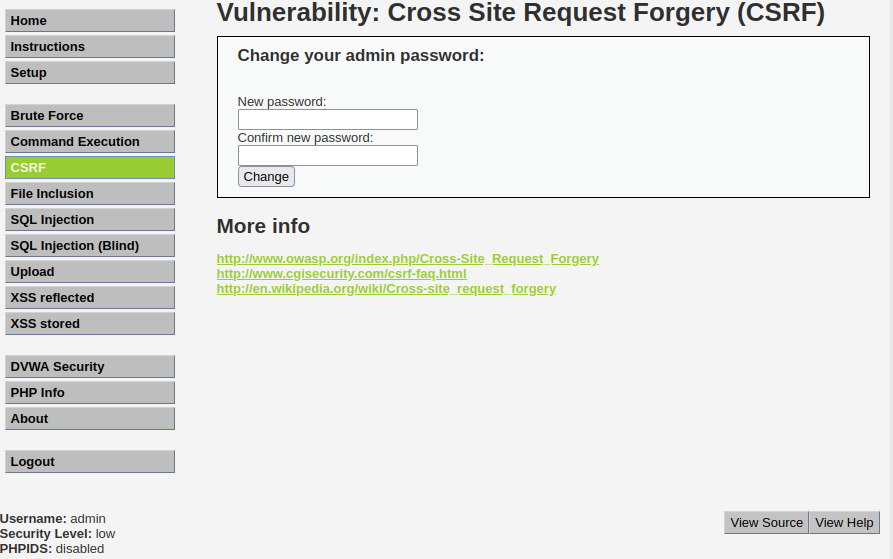 Home
Instructions
Setup
Brute Force
Command Execution
CSRF
File Inclusion
SQL Injection
SQL Injection (Blind)
Upload
XSS reflected
XSS stored
DVWA Security
PHP Info
About
Logout
Username: admin
Security Level: low
PHPIDS: disabled
Vulnerability: Cross Site Request Forgery (CSRF)
Change your admin password:
New password:
Confirm new password:
Change
More info
http://www.owasp.org/index.php/Cross-Site_Request_Forgery
http://www.cgisecurity.com/csrf-faq.html
http://en.wikipedia.org/wiki/Cross-site_request_forgery
View Source View Help